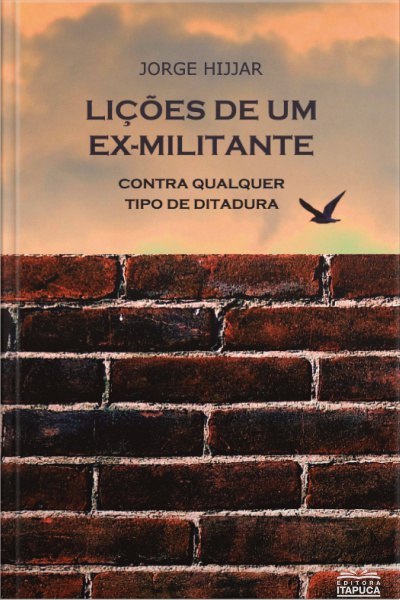 JORGE HIJJAR
LIÇÕES DE UM
EX-MILITANTE
CONTRA QUALQUER
TIPO DE DITADURA
EDITORA
ITAPUCA